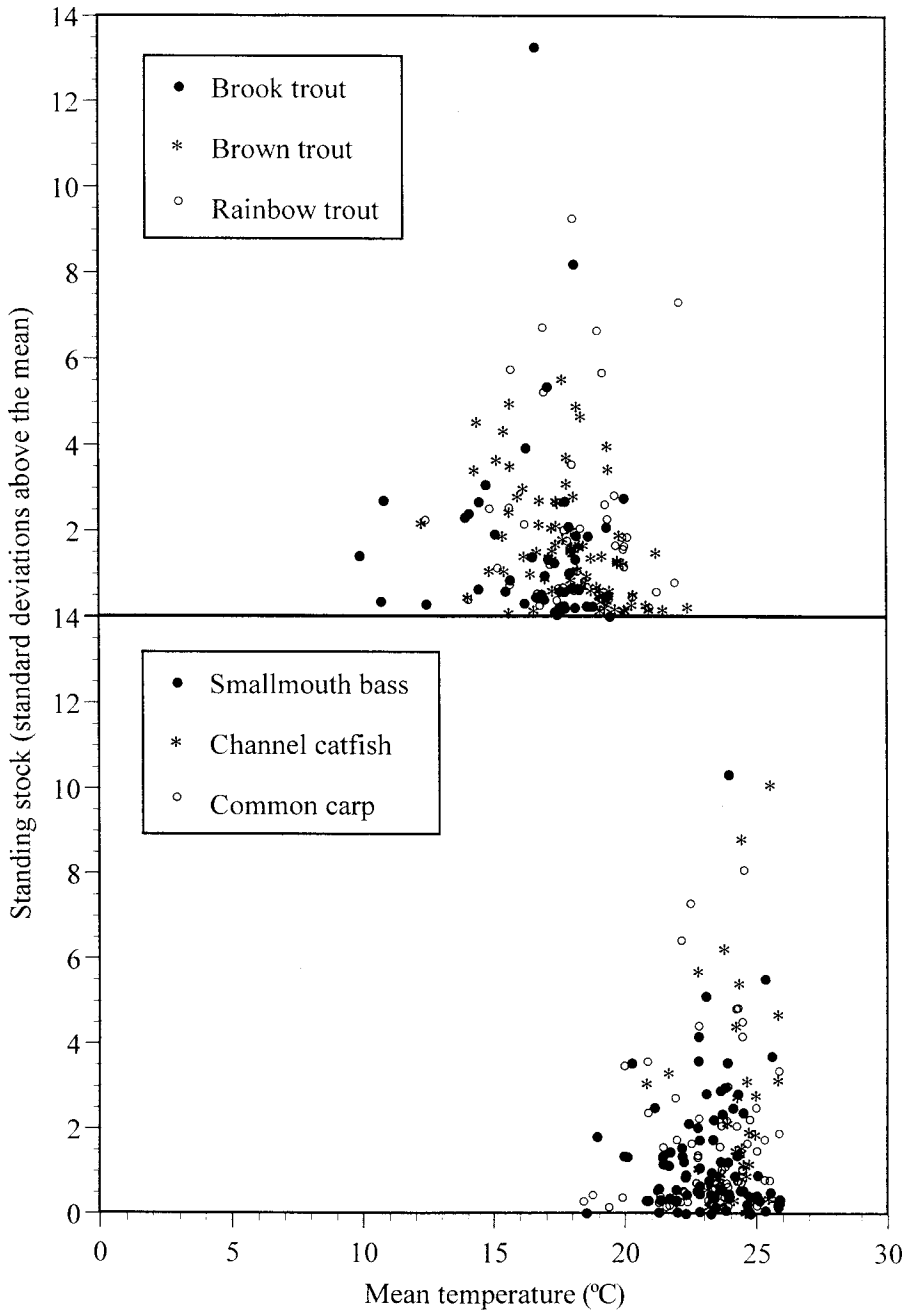 14
12
10
8
6
4
2
Brook trout
Brown trout
Rainbow trout
Standing stock (standard deviations above the mean)
14
12
10
8
6
4
2
0
Smallmouth bass
Channel catfish
Common carp
0 5 10 15 20 25 30
Mean temperature (ºC)